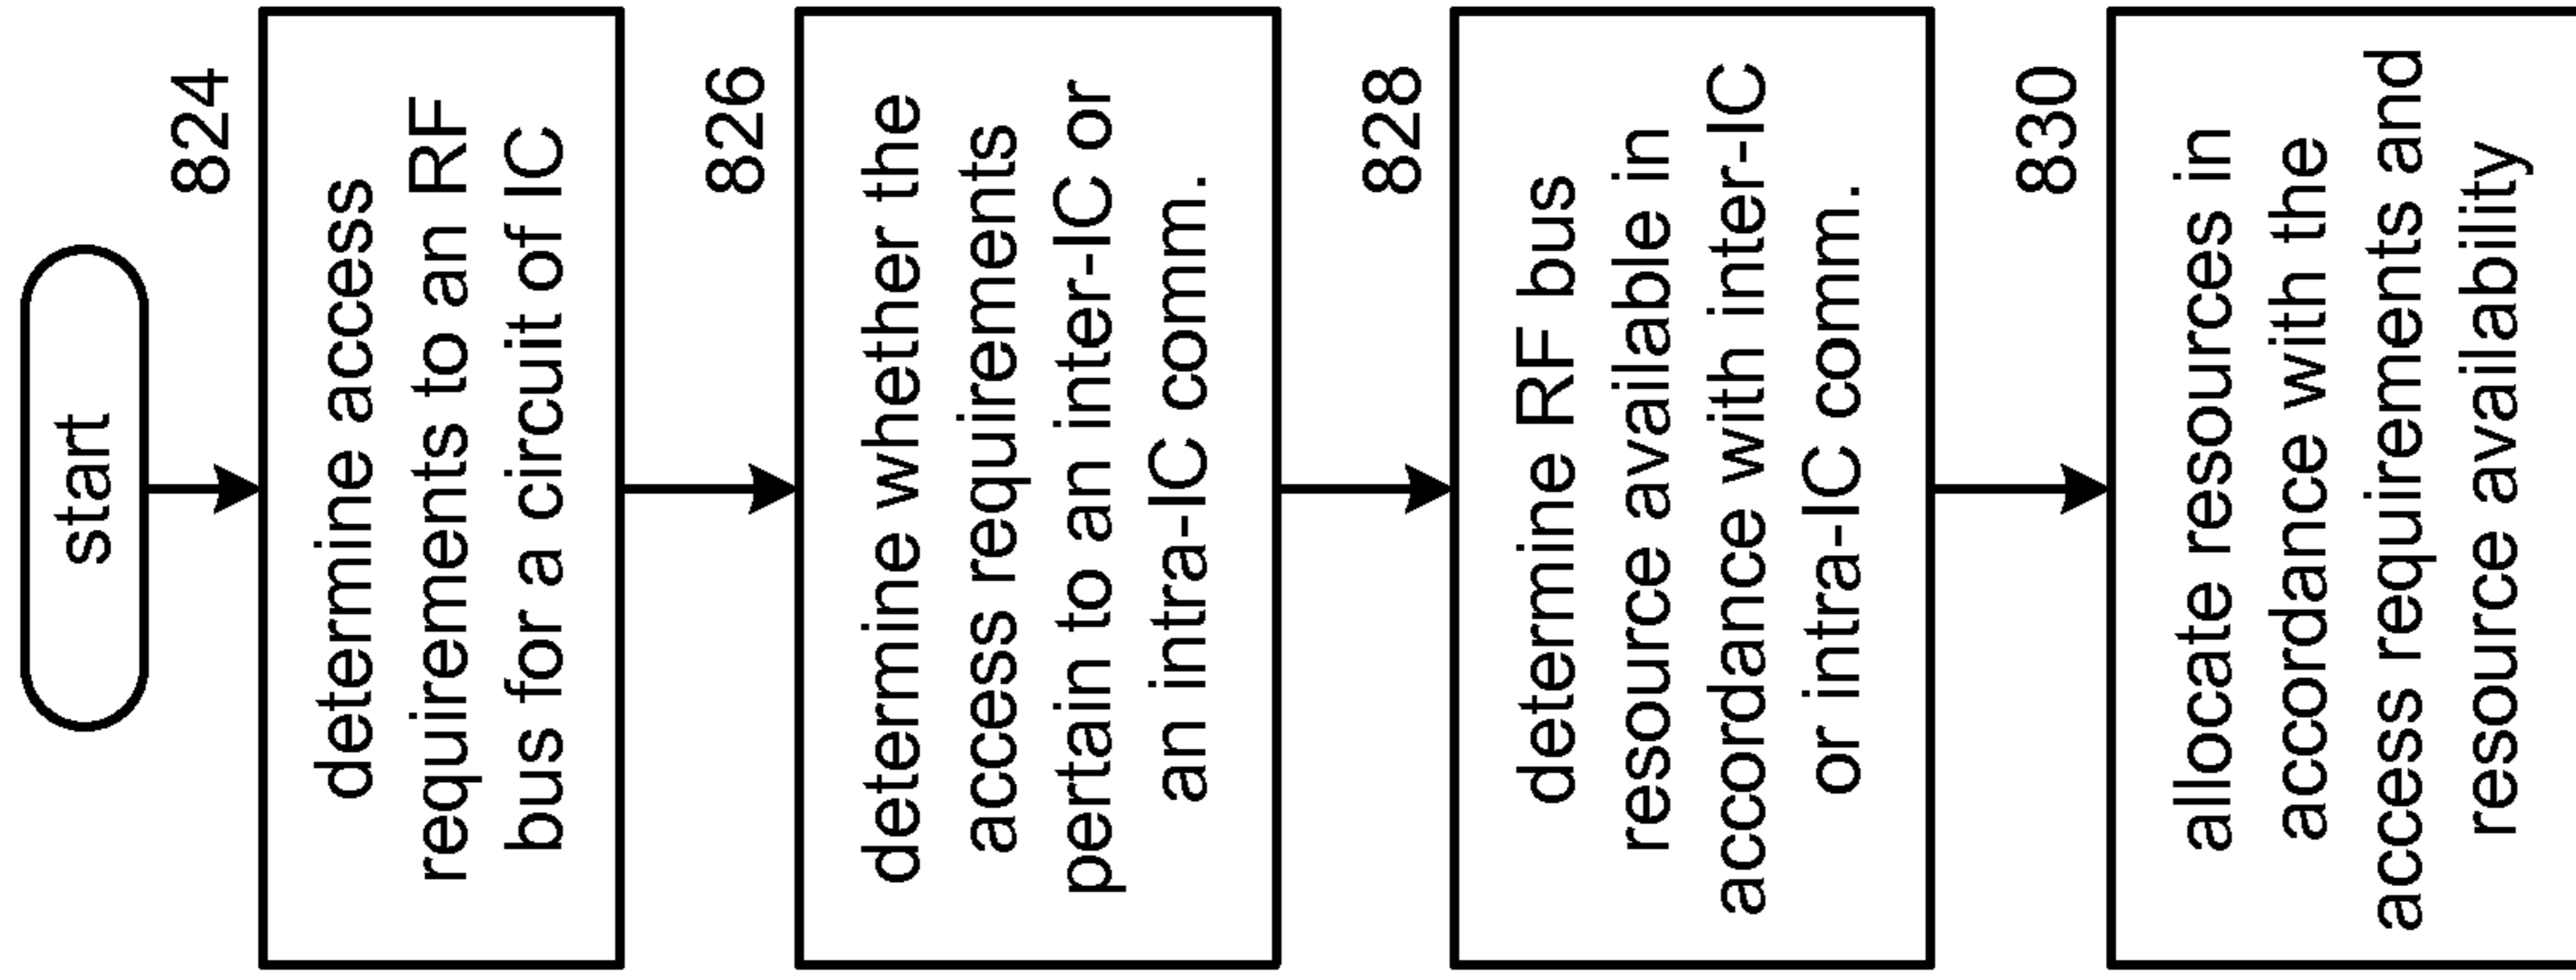 start
824
determine access
requirements to an RF
bus for a circuit of IC
826
determine whether the
access requirements
pertain to an inter-IC or
an intra-IC comm.
828
determine RF bus
resource available in
accordance with inter-IC
or intra-IC comm.
830
allocate resources in
accordance with the
access requirements and
resource availability